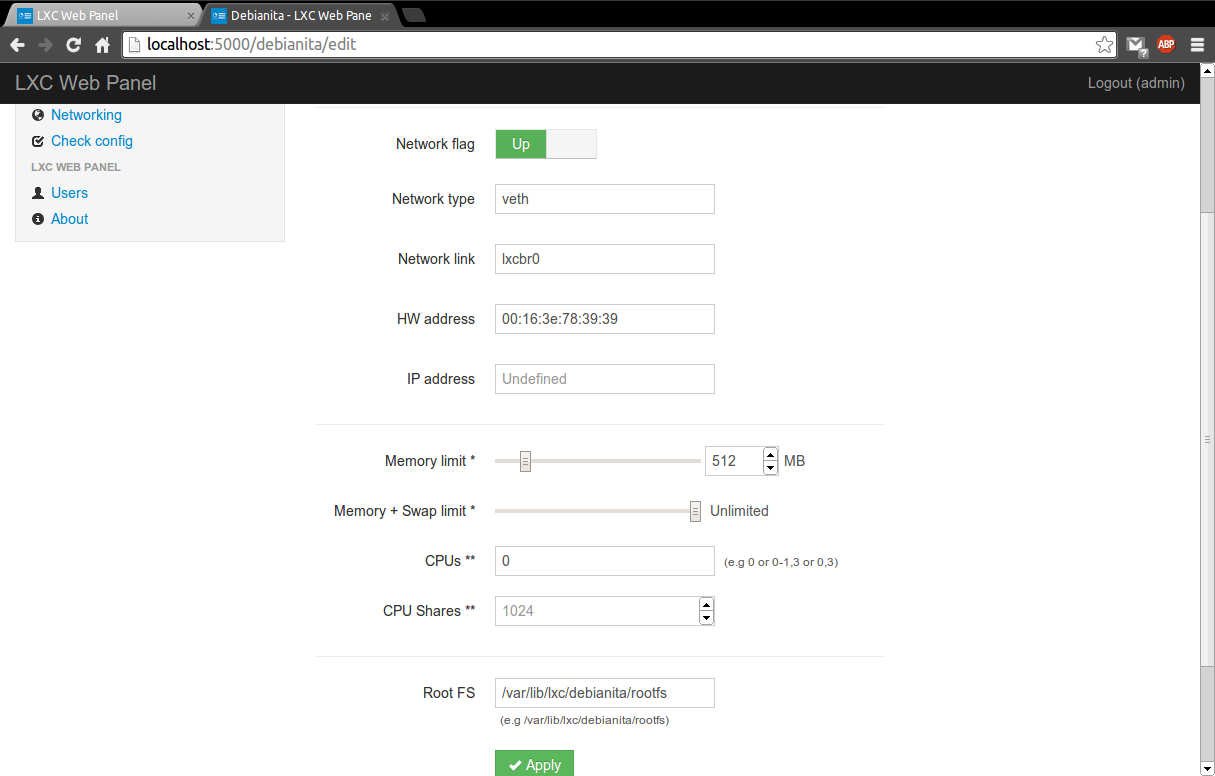 LXC Web Panel
Debianita - LXC Web Pane
localhost:5000/debianita/edit
ABP
LXC Web Panel
Logout (admin)
Networking
Check config
LXC WEB PANEL
Users
About
Network flag Up
Network type veth
Network link lxcbr0
HW address 00:16:3e:78:39:39
IP address Undefined
Memory limit * 512 MB
Memory + Swap limit * Unlimited
CPUs ** 0 (e.g 0 or 0-1,3 or 0,3)
CPU Shares ** 1024
Root FS /var/lib/lxc/debianita/rootfs
(e.g /var/lib/lxc/debianita/rootfs)
Apply